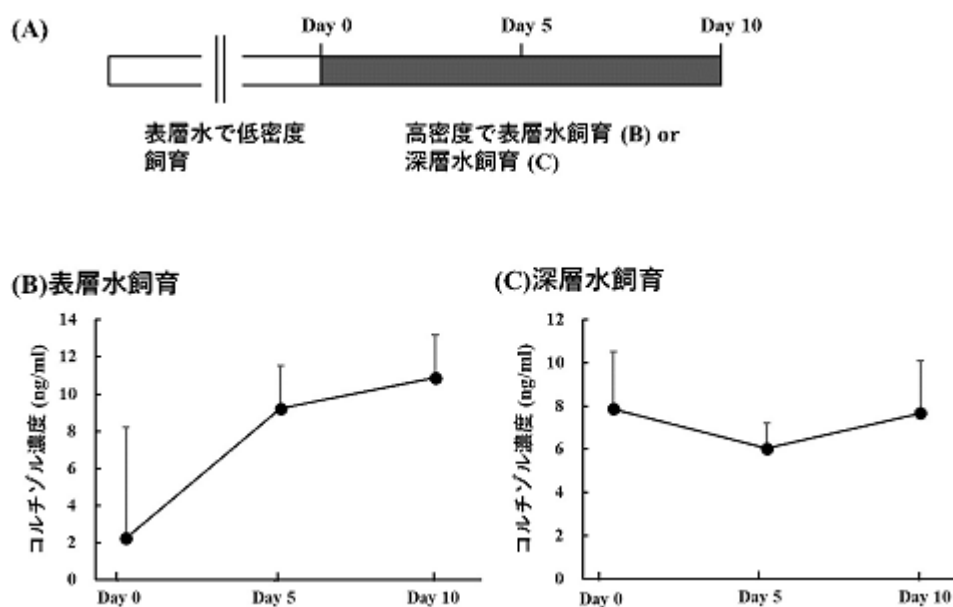 (A)
Day 0 Day 5 Day 10
表層水で低密度
飼育
高密度で表層水飼育 (B) or
深層水飼育 (C)
(B)表層水飼育
コルチゾル濃度 (ng/ml)
14
12
10
8
6
4
2
0
Day 0 Day 5 Day 10
(C)深層水飼育
コルチゾル濃度 (ng/ml)
12
10
8
6
4
2
0
Day 0 Day 5 Day 10